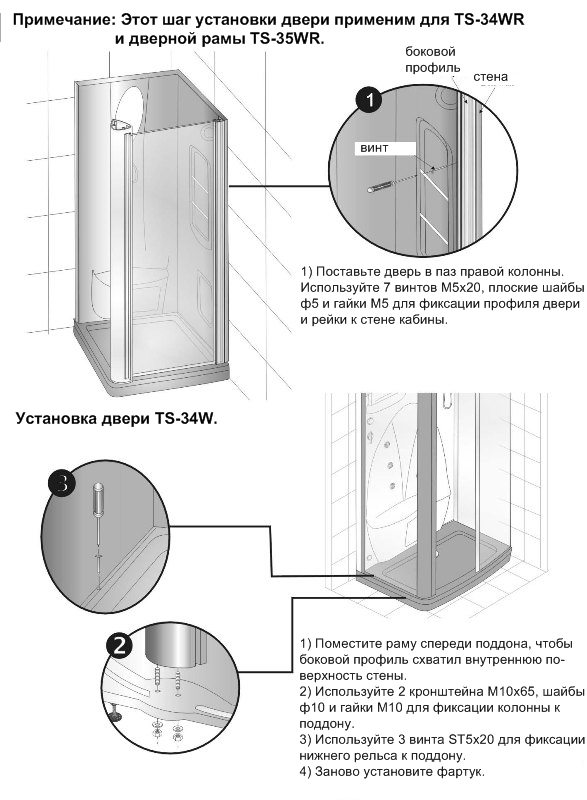 Примечание: Этот шаг установки двери применим для TS-34WR
и дверной рамы TS-35WR.
боковой
профиль
стена
1
винт
1) Поставьте дверь в паз правой колонны.
Используйте 7 винтов M5x20, плоские шайбы
ф5 и гайки М5 для фиксации профиля двери
и рейки к стене кабины.
Установка двери TS-34W.
3
2
1) Поместите раму спереди поддона, чтобы
боковой профиль схватил внутреннюю по-
верхность стены.
2) Используйте 2 кронштейна М10х65, шайбы
ф10 и гайки М10 для фиксации колонны к
поддону.
3) Используйте 3 винта ST5x20 для фиксации
нижнего рельса к поддону.
4) Заново установите фартук.